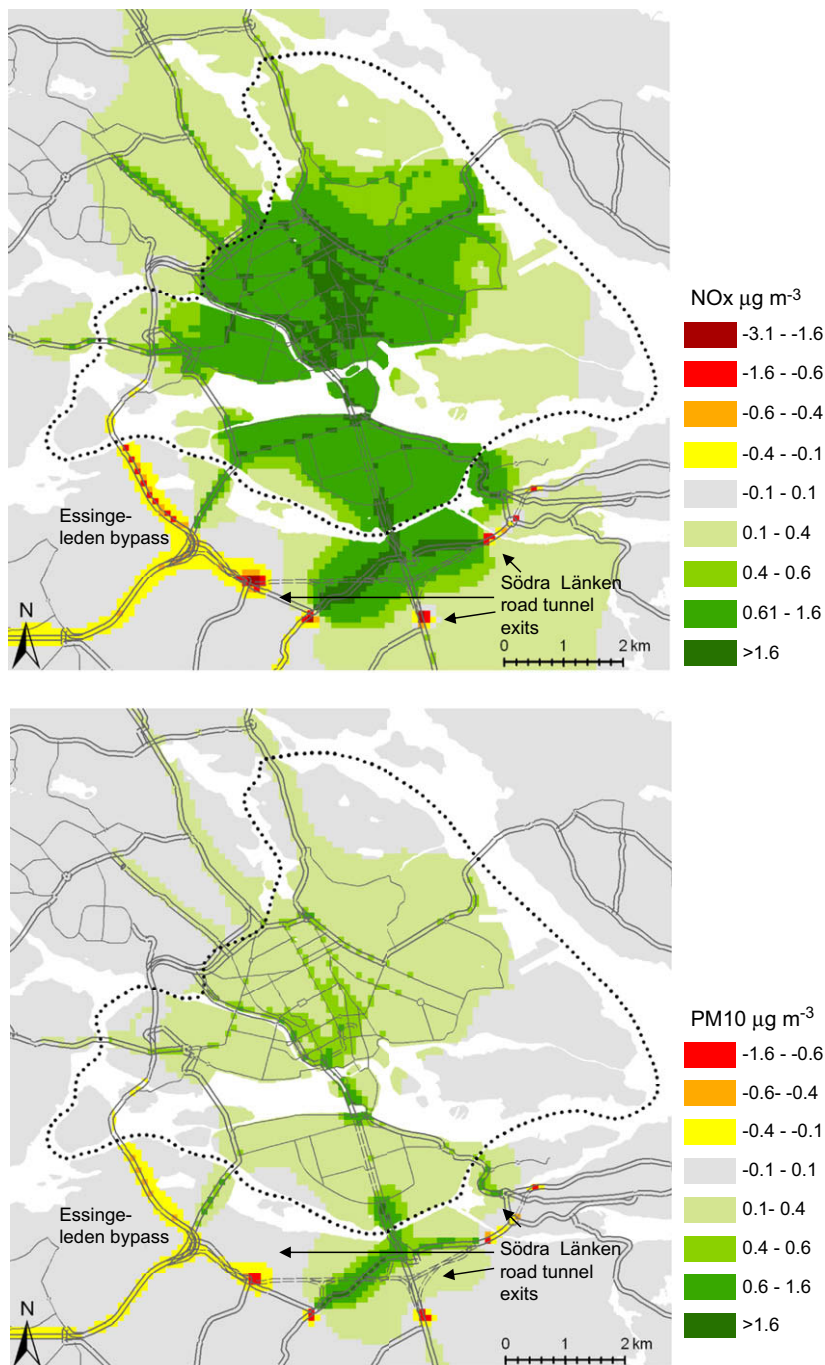 NOx μg m-3
-3.1 - -1.6
-1.6 - -0.6
-0.6 - -0.4
-0.4 - -0.1
-0.1 - 0.1
0.1 - 0.4
0.4 - 0.6
0.61 - 1.6
>1.6
Essinge-
leden bypass
Södra Länken
road tunnel
exits
N
0 1 2 km
PM10 μg m-3
-1.6 - -0.6
-0.6- -0.4
-0.4 - -0.1
-0.1 - 0.1
0.1- 0.4
0.4 - 0.6
0.6 - 1.6
>1.6
Essinge-
leden bypass
Södra Länken
road tunnel
exits
N
0 1 2 km